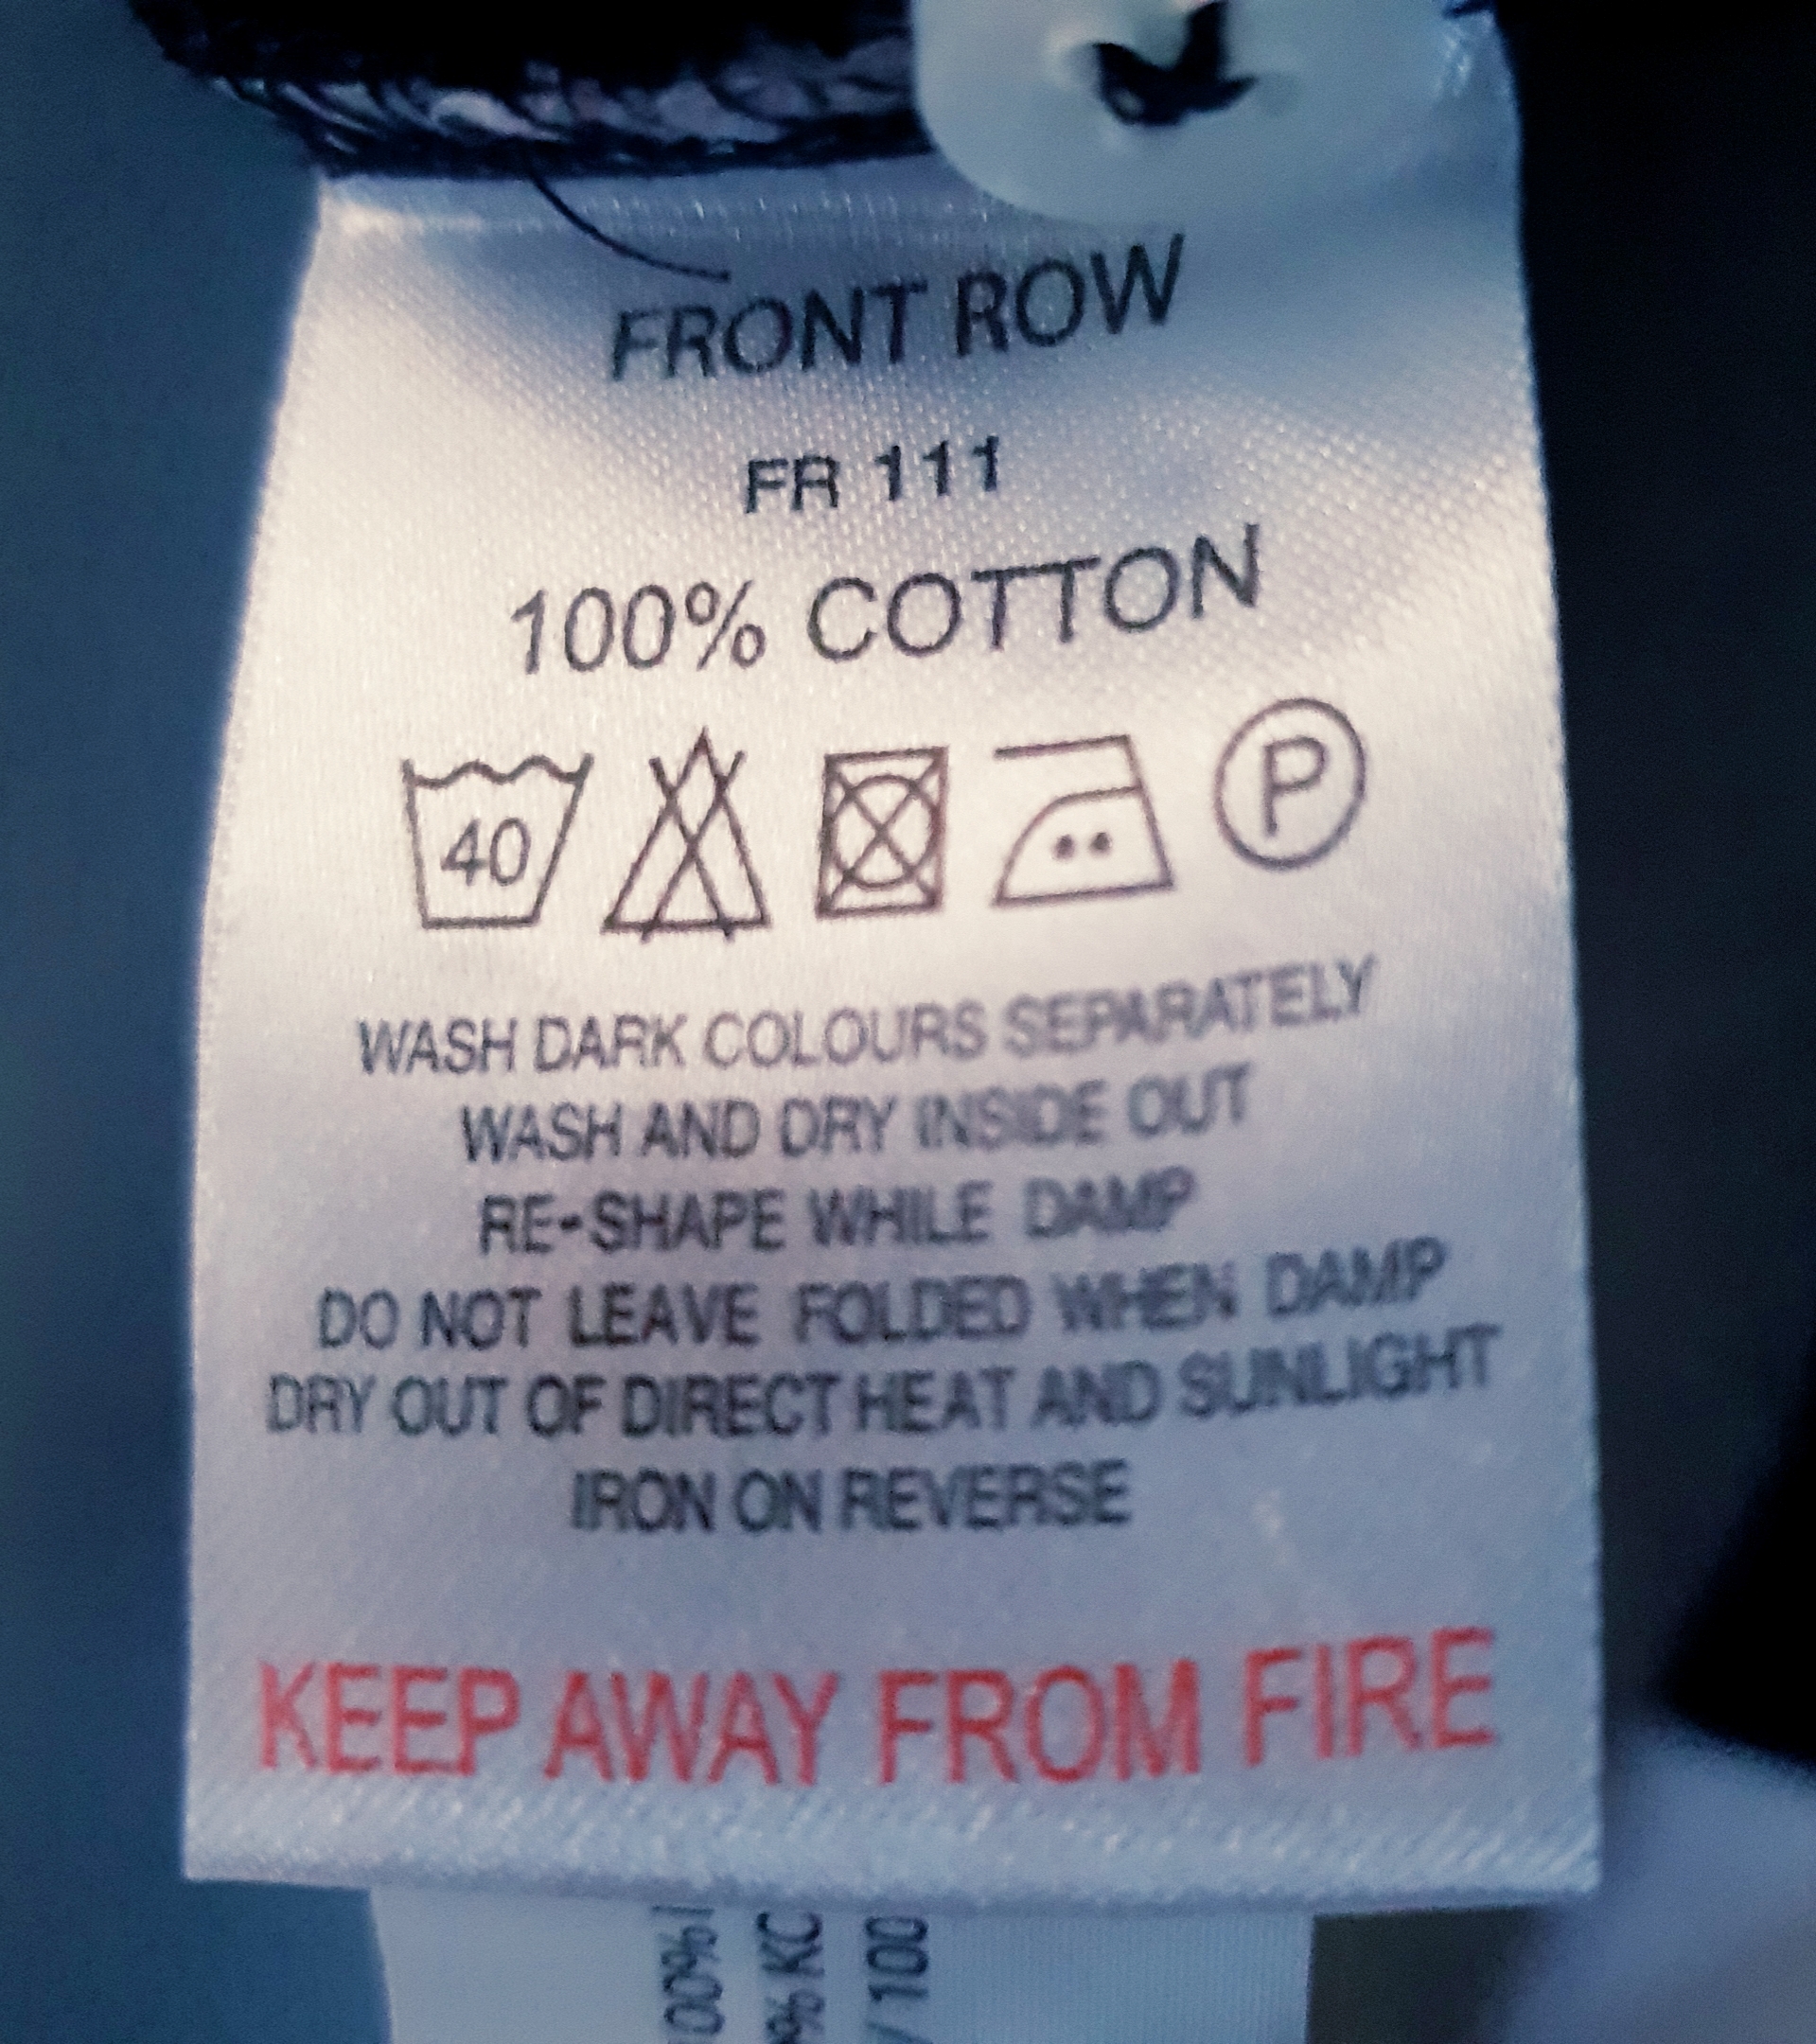 FRONT ROW
FR 111
100% COTTON
40
P
WASH DARK COLOURS SEPARATELY
WASH AND DRY INSIDE OUT
RE-SHAPE WHILE DAMP
DO NOT LEAVE FOLDED WHEN DAMP
DRY OUT OF DIRECT HEAT AND SUNLIGHT
IRON ON REVERSE
KEEP AWAY FROM FIRE
% KC
/ 100